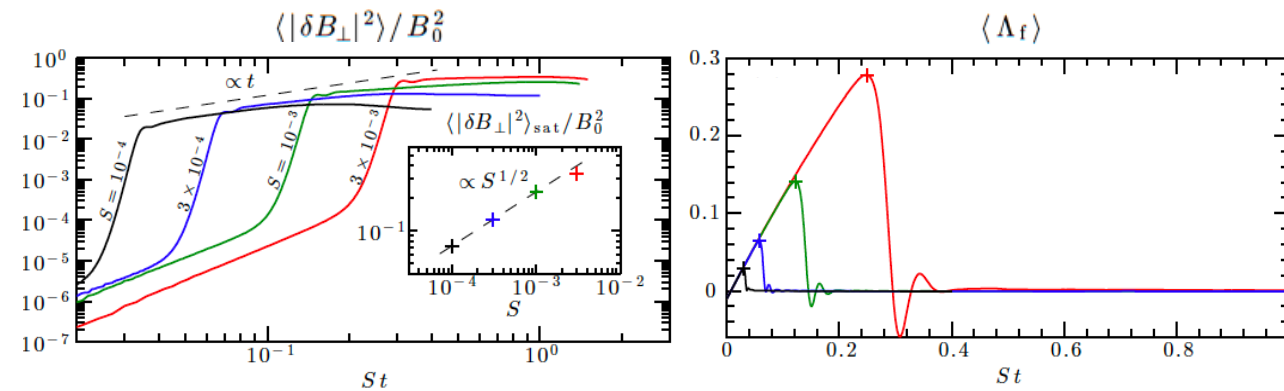 ⟨|δB⊥|²⟩/B₀²
10⁰
10⁻¹
10⁻²
10⁻³
10⁻⁴
10⁻⁵
10⁻⁶
10⁻⁷
∝ t
S = 10⁻⁴
3 × 10⁻⁴
S = 10⁻³
3 × 10⁻³
⟨|δB⊥|²⟩sat/B₀²
∝ S^{1/2}
10⁻¹
10⁻⁴ 10⁻³ 10⁻²
S
10⁻¹ 10⁰
St
⟨Λf⟩
0.3
0.2
0.1
0
0 0.2 0.4 0.6 0.8 1
St